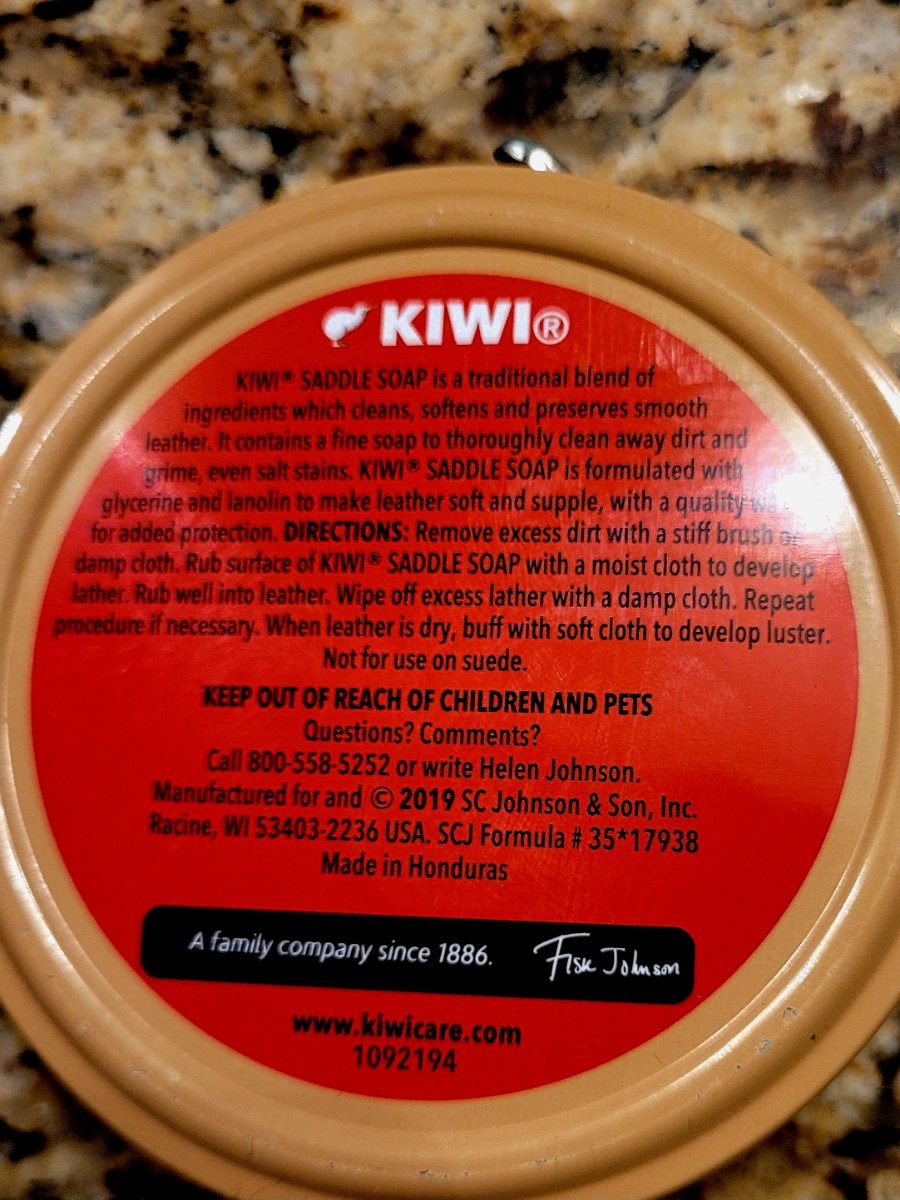 KIWI®
KIWI® SADDLE SOAP is a traditional blend of
ingredients which cleans, softens and preserves smooth
leather. It contains a fine soap to thoroughly clean away dirt and
grime, even salt stains. KIWI® SADDLE SOAP is formulated with
glycerine and lanolin to make leather soft and supple, with a quality
for added protection. DIRECTIONS: Remove excess dirt with a stiff brush or
damp cloth. Rub surface of KIWI® SADDLE SOAP with a moist cloth to develop
lather. Rub well into leather. Wipe off excess lather with a damp cloth. Repeat
procedure if necessary. When leather is dry, buff with soft cloth to develop luster.
Not for use on suede.
KEEP OUT OF REACH OF CHILDREN AND PETS
Questions? Comments?
Call 800-558-5252 or write Helen Johnson.
Manufactured for and © 2019 SC Johnson & Son, Inc.
Racine, WI 53403-2236 USA. SCJ Formula # 35*17938
Made in Honduras
A family company since 1886. Fisk Johnson
www.kiwicare.com
1092194